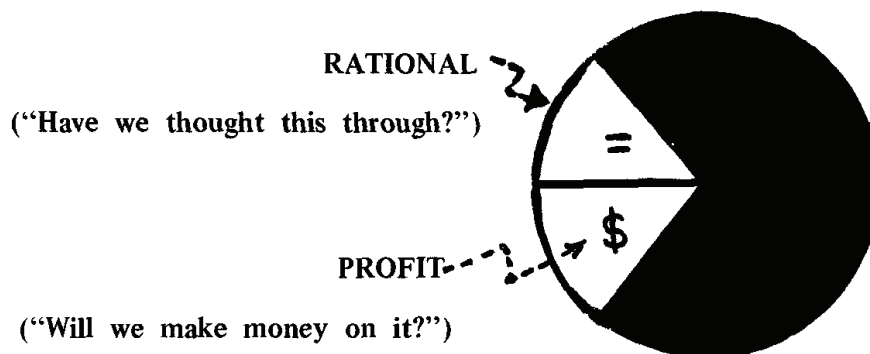 RATIONAL
(“Have we thought this through?”)
=
$
PROFIT
(“Will we make money on it?”)